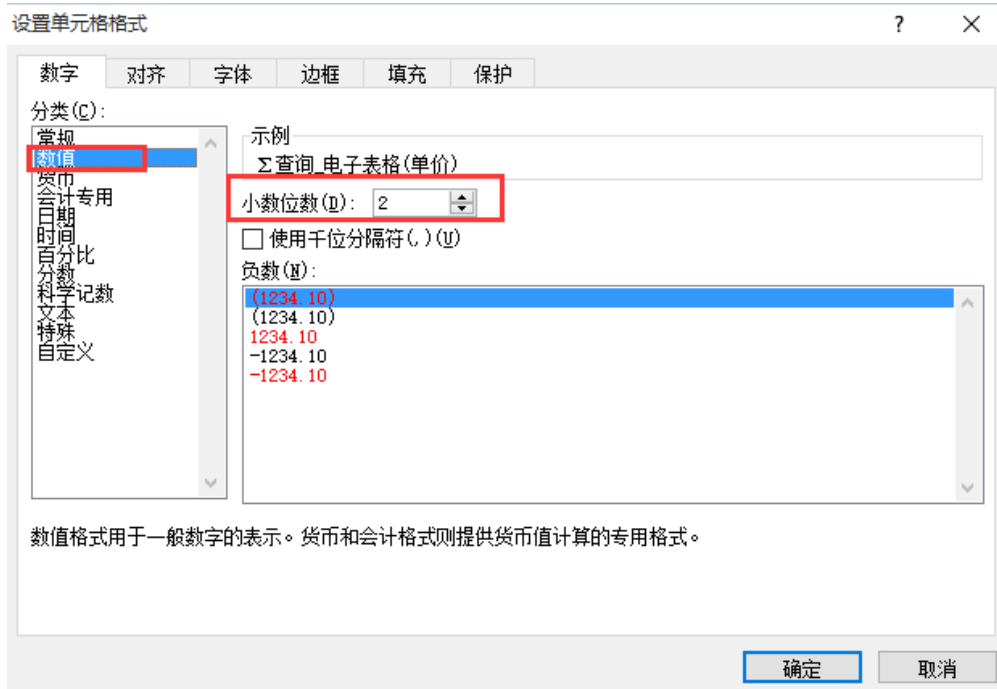 设置单元格格式
?
数字 对齐 字体 边框 填充 保护
分类(C):
常规
数值
货币
会计专用
日期
时间
百分比
分数
科学记数
文本
特殊
自定义
示例
Σ查询_电子表格(单价)
小数位数(D): 2
使用千位分隔符(,)(U)
负数(N):
(1234.10)
(1234.10)
1234.10
-1234.10
-1234.10
数值格式用于一般数字的表示。货币和会计格式则提供货币值计算的专用格式。
确定 取消